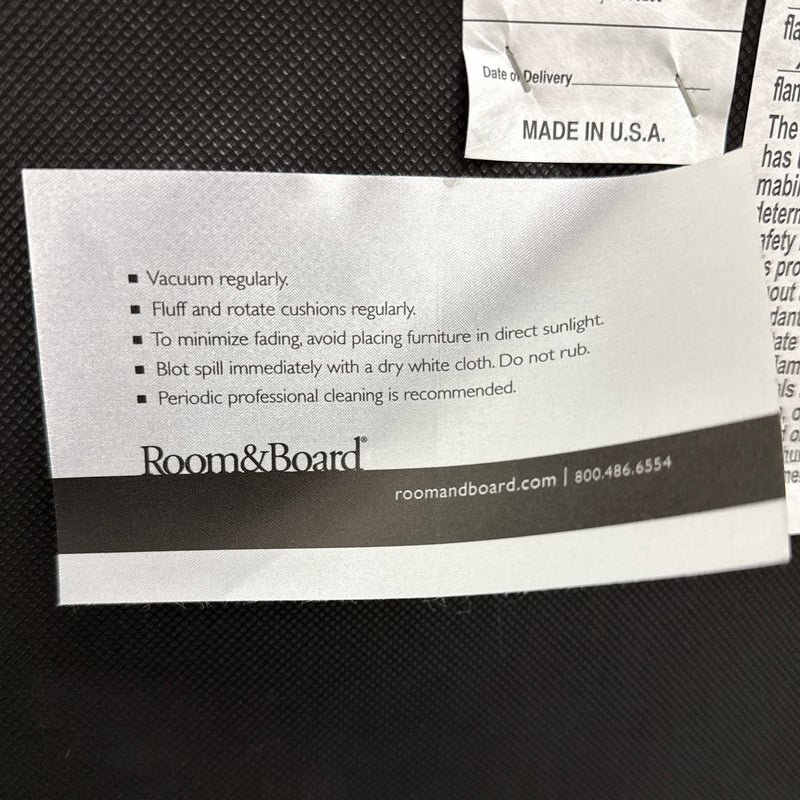 Date of Delivery
MADE IN U.S.A.
▪ Vacuum regularly.
▪ Fluff and rotate cushions regularly.
▪ To minimize fading, avoid placing furniture in direct sunlight.
▪ Blot spill immediately with a dry white cloth. Do not rub.
▪ Periodic professional cleaning is recommended.
Room&Board®
roomandboard.com | 800.486.6554
The
has